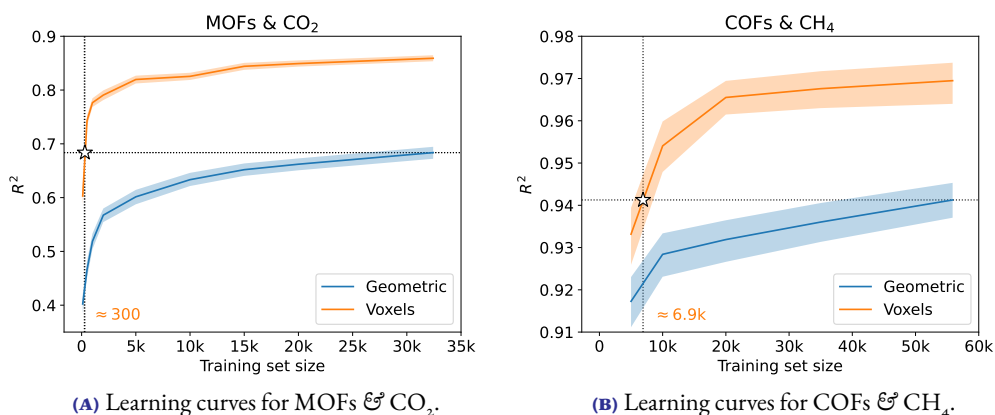 MOFs & CO₂
0.9
0.8
0.7
0.6
0.5
0.4
R²
≈ 300
Geometric
Voxels
0 5k 10k 15k 20k 25k 30k 35k
Training set size
(A) Learning curves for MOFs & CO₂.
COFs & CH₄
0.98
0.97
0.96
0.95
0.94
0.93
0.92
0.91
R²
≈ 6.9k
Geometric
Voxels
0 10k 20k 30k 40k 50k 60k
Training set size
(B) Learning curves for COFs & CH₄.